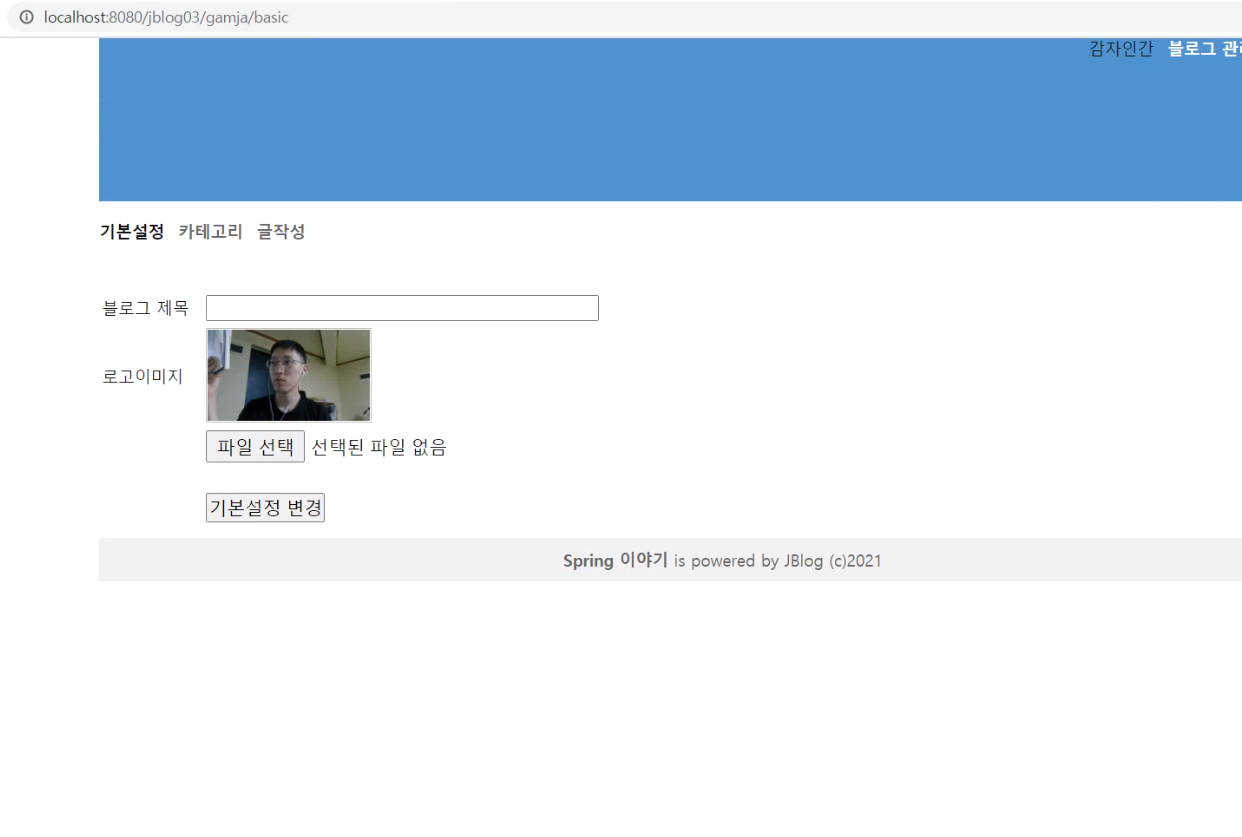 localhost:8080/jblog03/gamja/basic
감자인간 블로그
기본설정 카테고리 글작성
블로그 제목
로고이미지
파일 선택 선택된 파일 없음
기본설정 변경
Spring 이야기 is powered by JBlog (c)2021